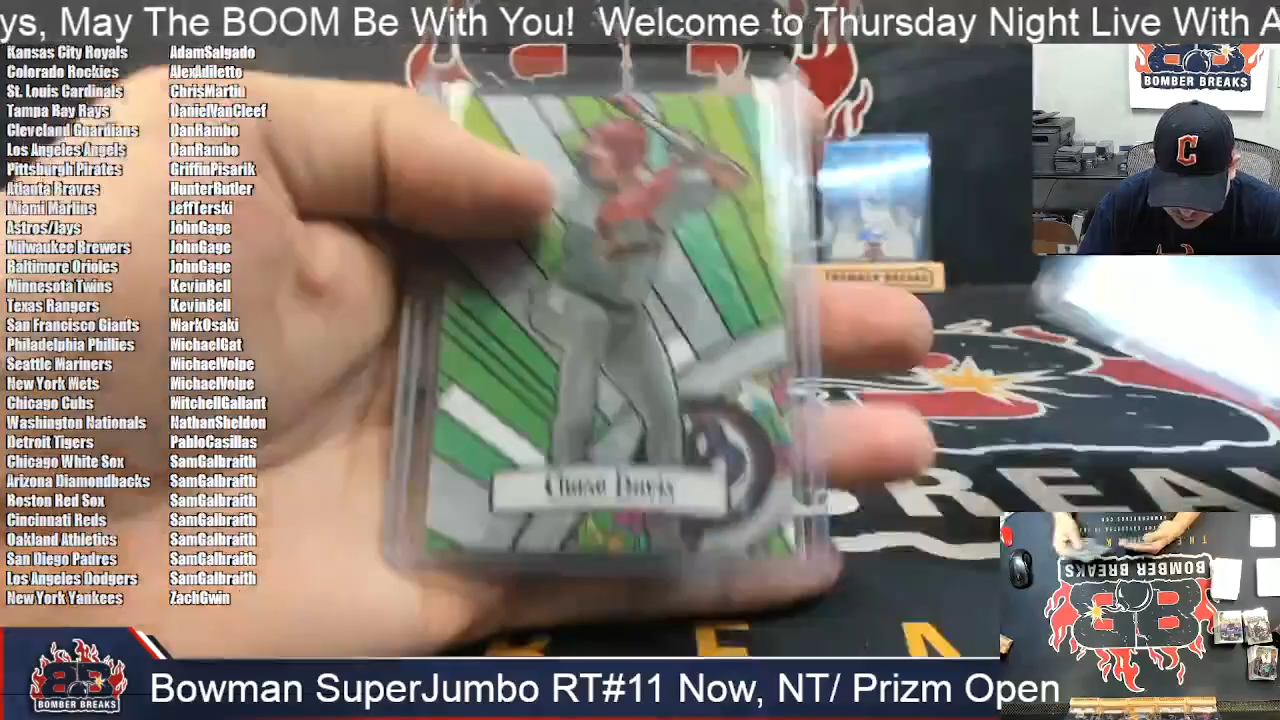 ys, May The BOOM Be With You! Welcome to Thursday Night Live With A
Kansas City Royals AdamSalgado
Colorado Rockies AlexAdiletto
St. Louis Cardinals ChrisMartin
Tampa Bay Rays DanielVanCleef
Cleveland Guardians DanRambo
Los Angeles Angels DanRambo
Pittsburgh Pirates GriffinPisarik
Atlanta Braves HunterButler
Miami Marlins JeffTerski
Astros/Jays JohnGage
Milwaukee Brewers JohnGage
Baltimore Orioles JohnGage
Minnesota Twins KevinBell
Texas Rangers KevinBell
San Francisco Giants MarkOsaki
Philadelphia Phillies MichaelGat
Seattle Mariners MichaelVolpe
New York Mets MichaelVolpe
Chicago Cubs MitchellGallant
Washington Nationals NathanSheldon
Detroit Tigers PabloCasillas
Chicago White Sox SamGalbraith
Arizona Diamondbacks SamGalbraith
Boston Red Sox SamGalbraith
Cincinnati Reds SamGalbraith
Oakland Athletics SamGalbraith
San Diego Padres SamGalbraith
Los Angeles Dodgers SamGalbraith
New York Yankees ZachGwin
Chase Davis
BOMBER BREAKS
C
BOMBER BREAKS
BOMBER BREAKS
Bowman SuperJumbo RT#11 Now, NT/ Prizm Open